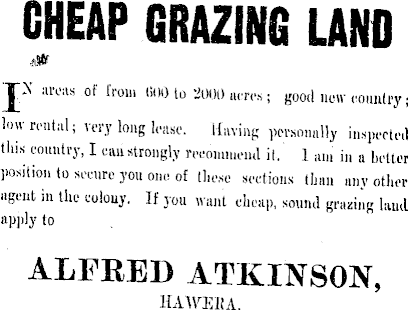 CHEAP GRAZING LAND
IN areas of from 600 to 2000 acres; good new country;
low rental; very long lease. Having personally inspected
this country, I can strongly recommend it. I am in a better
position to secure you one of these sections than any other
agent in the colony. If you want cheap, sound grazing land
apply to
ALFRED ATKINSON,
HAWERA.